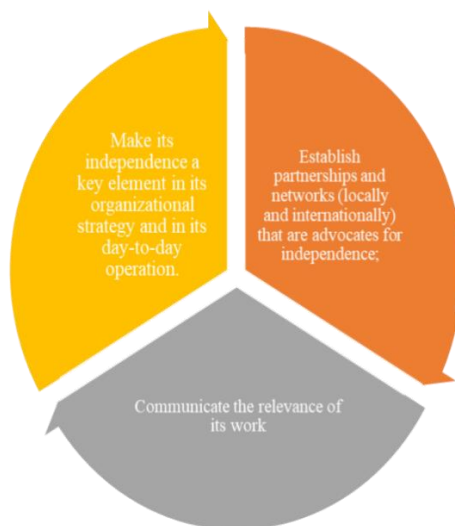 Make its
independence a
key element in its
organizational
strategy and in its
day-to-day
operation.
Establish
partnerships and
networks (locally
and internationally)
that are advocates for
independence;
Communicate the relevance of
its work